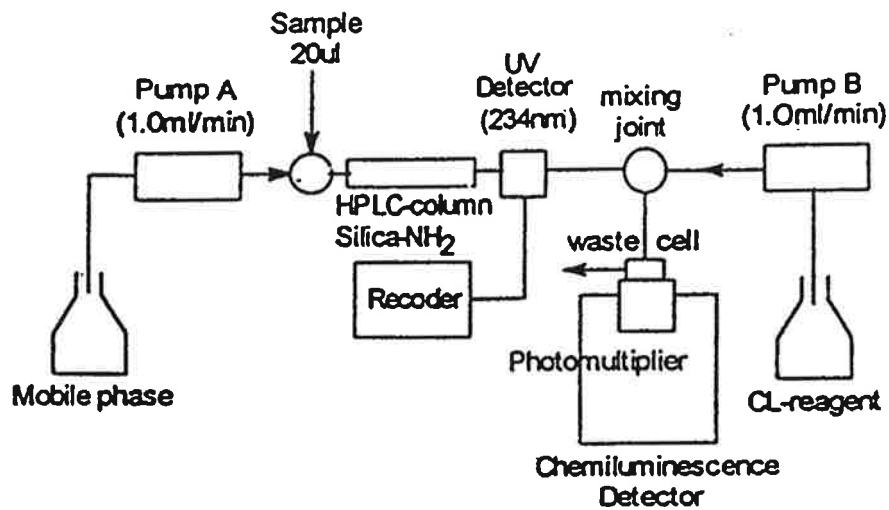 Sample
20ul
Pump A
(1.0ml/min)
UV
Detector
(234nm)
mixing
joint
Pump B
(1.0ml/min)
HPLC-column
Silica-NH2
waste cell
Recoder
Photomultiplier
Mobile phase
CL-reagent
Chemiluminescence
Detector